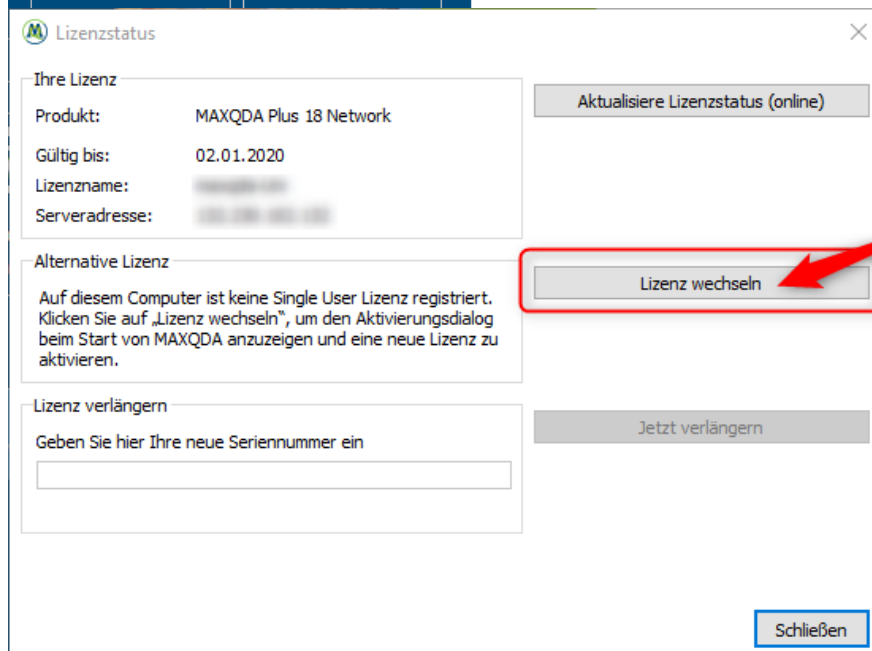 Lizenzstatus
Ihre Lizenz
Produkt: MAXQDA Plus 18 Network
Aktualisiere Lizenzstatus (online)
Gültig bis: 02.01.2020
Lizenzname:
Serveradresse:
Alternative Lizenz
Auf diesem Computer ist keine Single User Lizenz registriert.
Klicken Sie auf „Lizenz wechseln“, um den Aktivierungsdialog
beim Start von MAXQDA anzuzeigen und eine neue Lizenz zu
aktivieren.
Lizenz wechseln
Lizenz verlängern
Geben Sie hier Ihre neue Seriennummer ein
Jetzt verlängern
Schließen